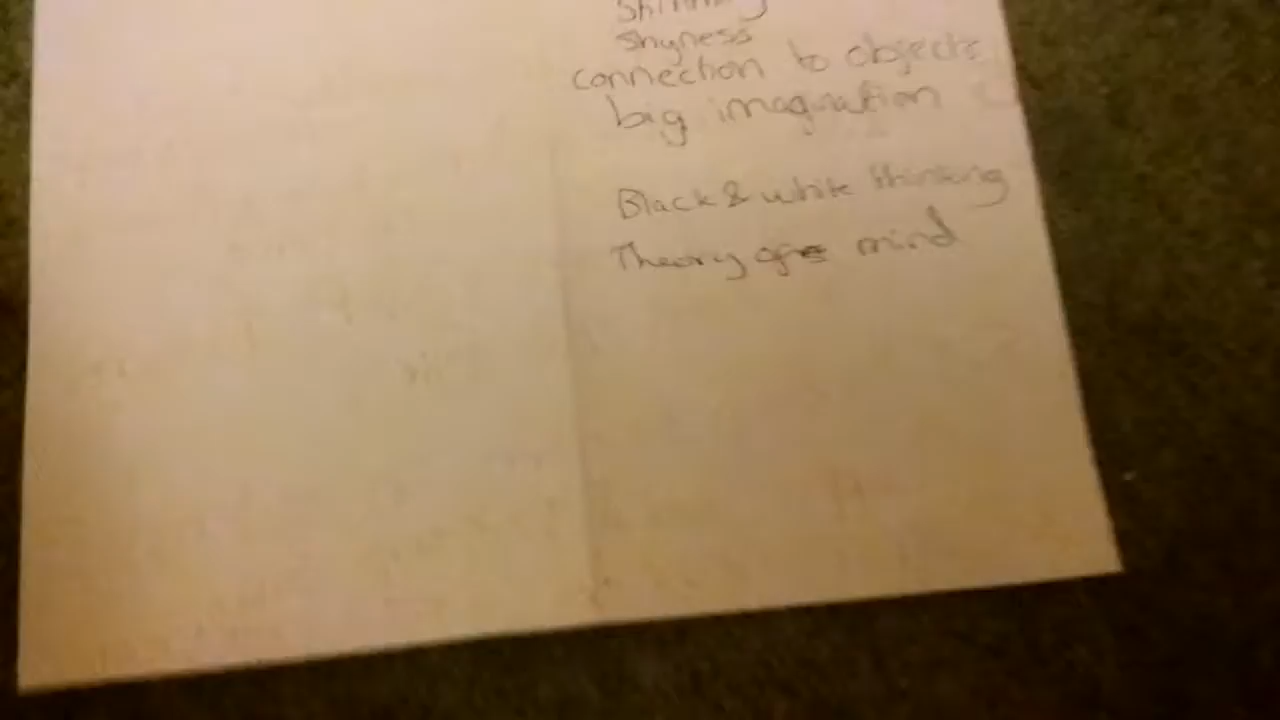 shyness
connection to objects
big imagination
Black & white thinking
Theory of mind